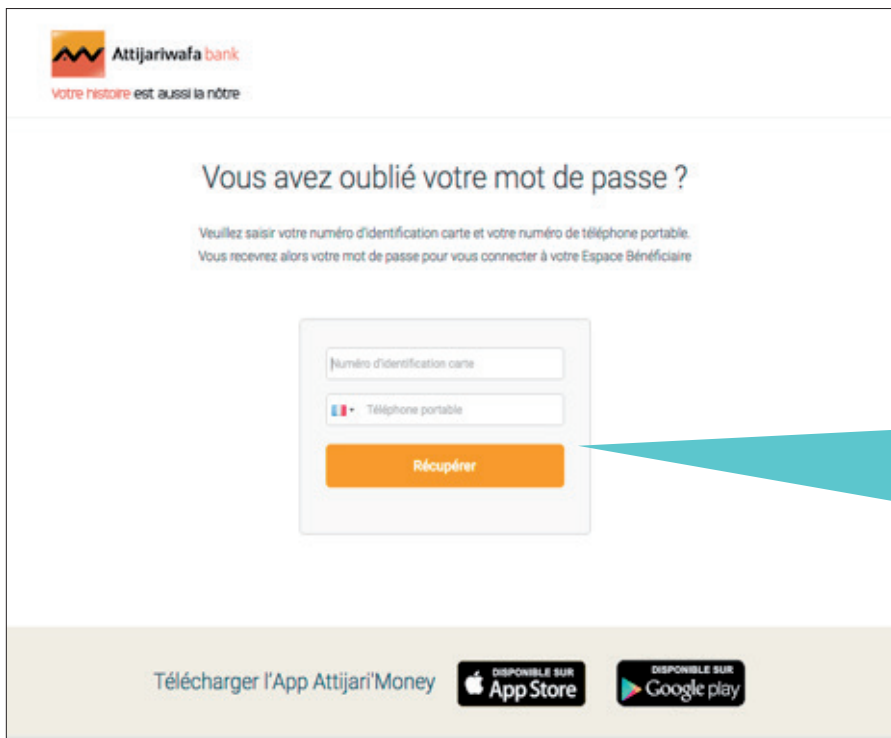 Attijariwafa bank
Votre histoire est aussi la nôtre
Vous avez oublié votre mot de passe ?
Veuillez saisir votre numéro d'identification carte et votre numéro de téléphone portable.
Vous recevrez alors votre mot de passe pour vous connecter à votre Espace Bénéficiaire
Numéro d'identification carte
Téléphone portable
Récupérer
Télécharger l'App Attijari'Money
DISPONIBLE SUR
App Store
DISPONIBLE SUR
Google play